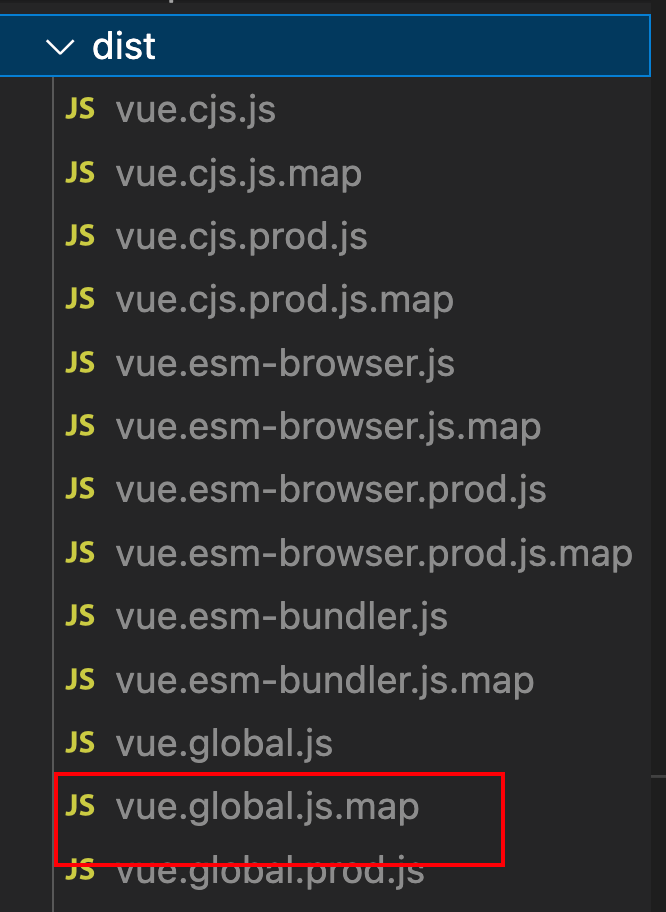 dist
JS vue.cjs.js
JS vue.cjs.js.map
JS vue.cjs.prod.js
JS vue.cjs.prod.js.map
JS vue.esm-browser.js
JS vue.esm-browser.js.map
JS vue.esm-browser.prod.js
JS vue.esm-browser.prod.js.map
JS vue.esm-bundler.js
JS vue.esm-bundler.js.map
JS vue.global.js
JS vue.global.js.map
JS vue.global.prod.js